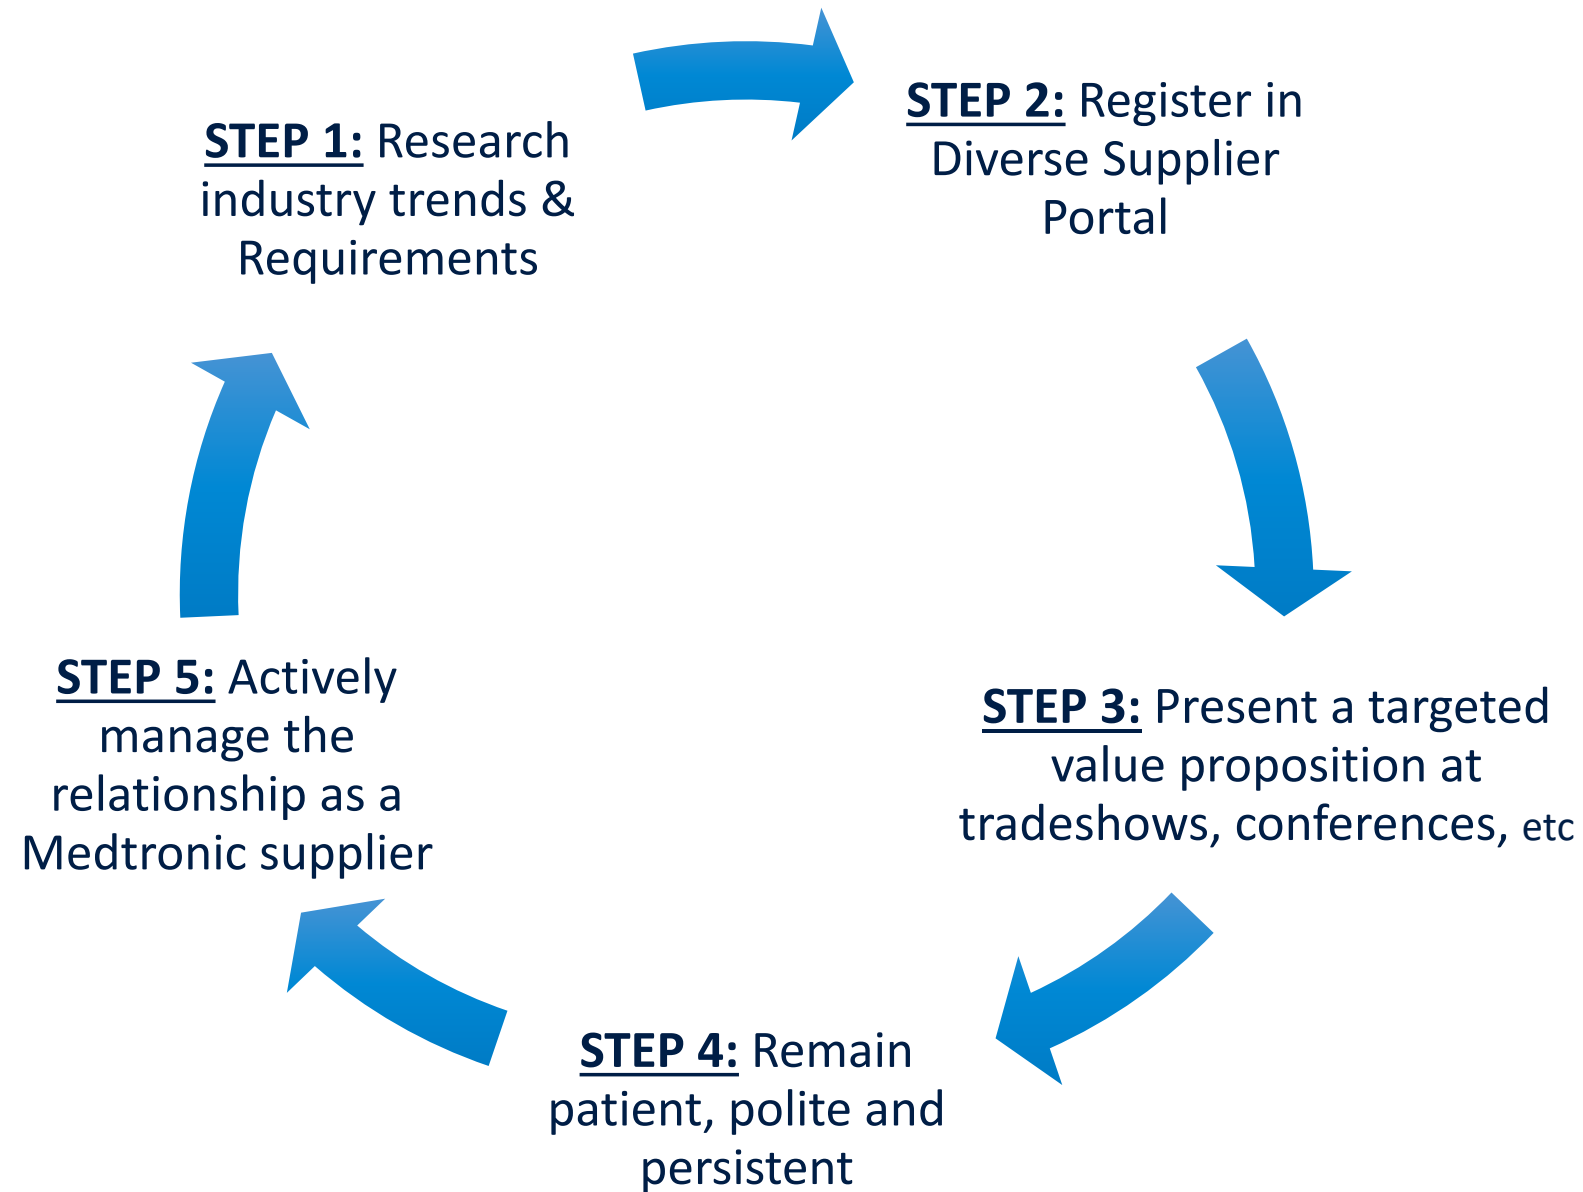 STEP 1: Research
industry trends &
Requirements
STEP 2: Register in
Diverse Supplier
Portal
STEP 3: Present a targeted
value proposition at
tradeshows, conferences, etc
STEP 4: Remain
patient, polite and
persistent
STEP 5: Actively
manage the
relationship as a
Medtronic supplier